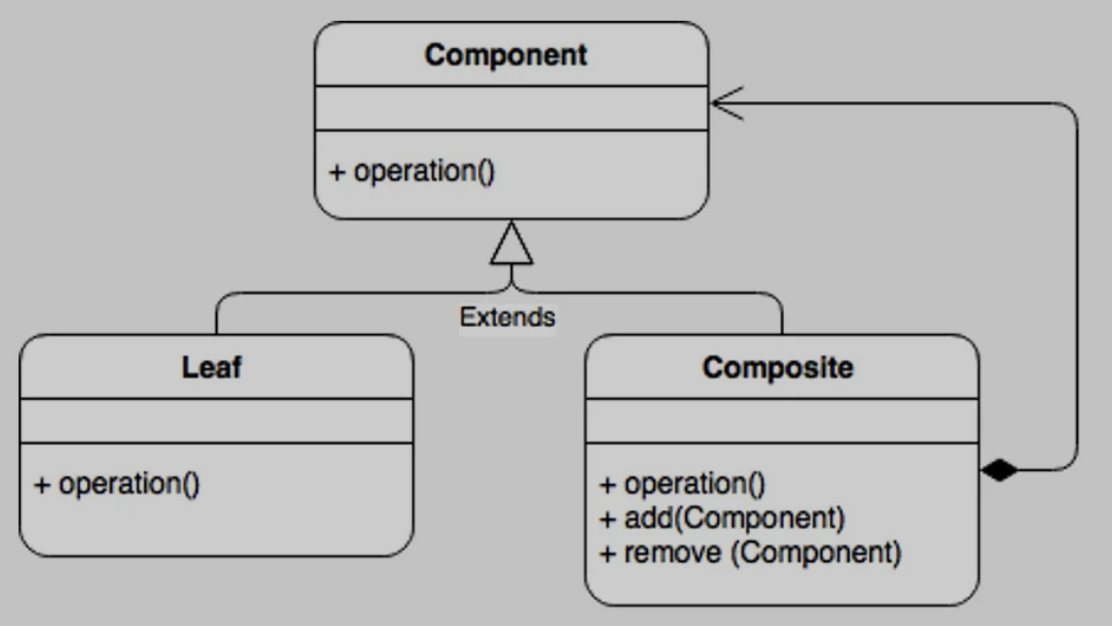 Component
+ operation()
Extends
Leaf
+ operation()
Composite
+ operation()
+ add(Component)
+ remove (Component)